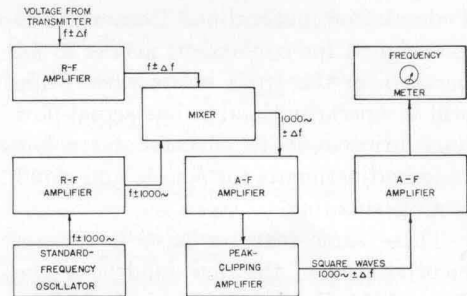 VOLTAGE FROM
TRANSMITTER
f±Δf
R-F
AMPLIFIER
f±Δf
MIXER
1000~
±Δf
FREQUENCY
METER
AMPLIFIER
f±1000~
A-F
AMPLIFIER
A-F
AMPLIFIER
f±1000~
STANDARD-
FREQUENCY
OSCILLATOR
PEAK-
CLIPPING
AMPLIFIER
SQUARE WAVES
1000~±Δf